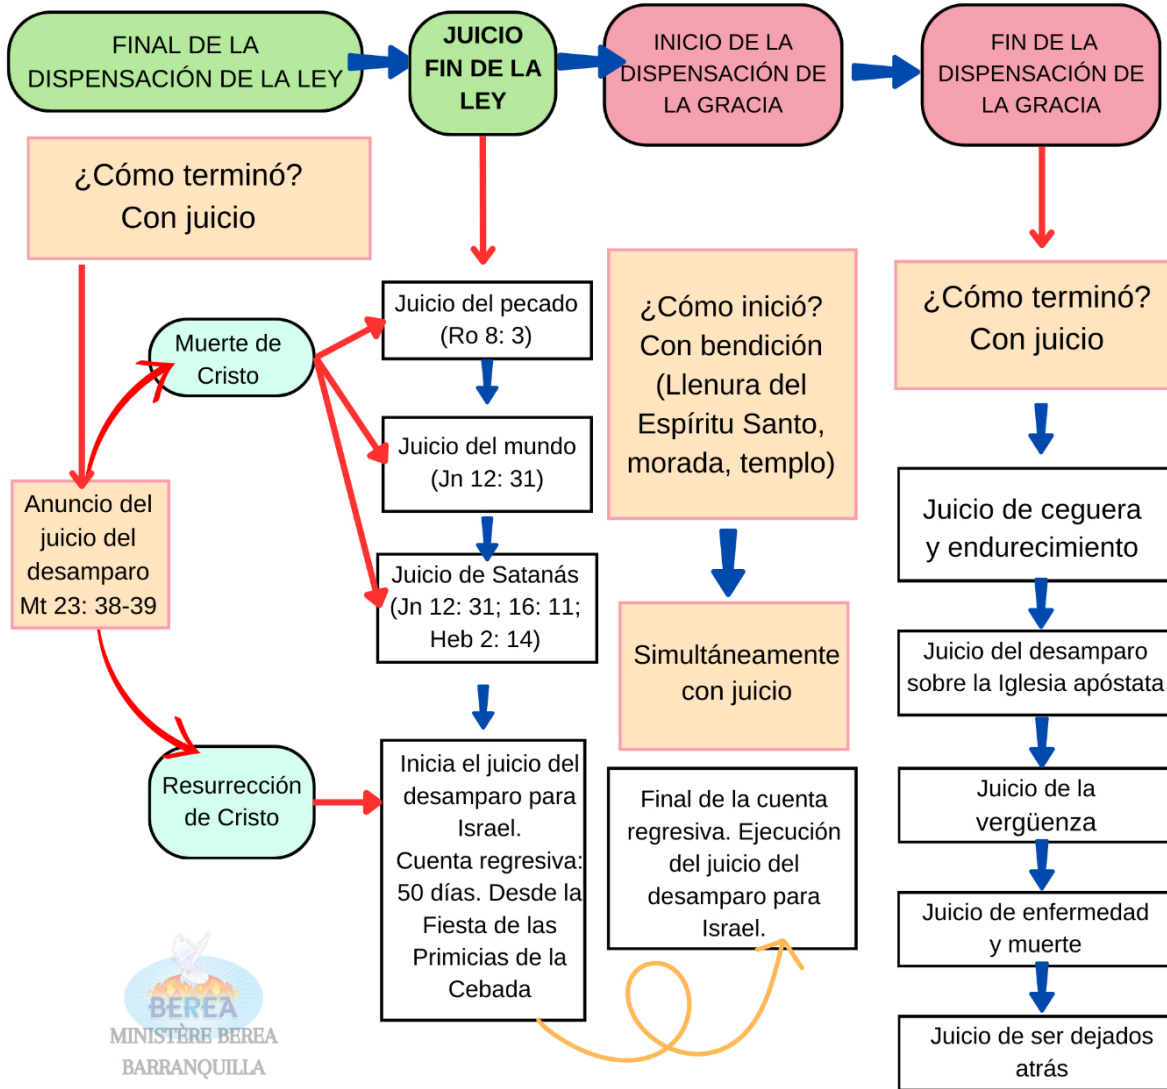 FINAL DE LA
DISPENSACIÓN DE LA LEY
JUICIO
FIN DE LA
LEY
INICIO DE LA
DISPENSACIÓN DE
LA GRACIA
FIN DE LA
DISPENSACIÓN DE
LA GRACIA
¿Cómo terminó?
Con juicio
Muerte de
Cristo
Anuncio del
juicio del
desamparo
Mt 23: 38-39
Resurrección
de Cristo
Juicio del pecado
(Ro 8: 3)
Juicio del mundo
(Jn 12: 31)
Juicio de Satanás
(Jn 12: 31; 16: 11;
Heb 2: 14)
Inicia el juicio del
desamparo para
Israel.
Cuenta regresiva:
50 días. Desde la
Fiesta de las
Primicias de la
Cebada
¿Cómo inició?
Con bendición
(Llenura del
Espíritu Santo,
morada, templo)
Simultáneamente
con juicio
Final de la cuenta
regresiva. Ejecución
del juicio del
desamparo para
Israel.
¿Cómo terminó?
Con juicio
Juicio de ceguera
y endurecimiento
Juicio del desamparo
sobre la Iglesia apóstata
Juicio de la
vergüenza
Juicio de enfermedad
y muerte
Juicio de ser dejados
atrás
BEREA
MINISTÈRE BEREA
BARRANQUILLA